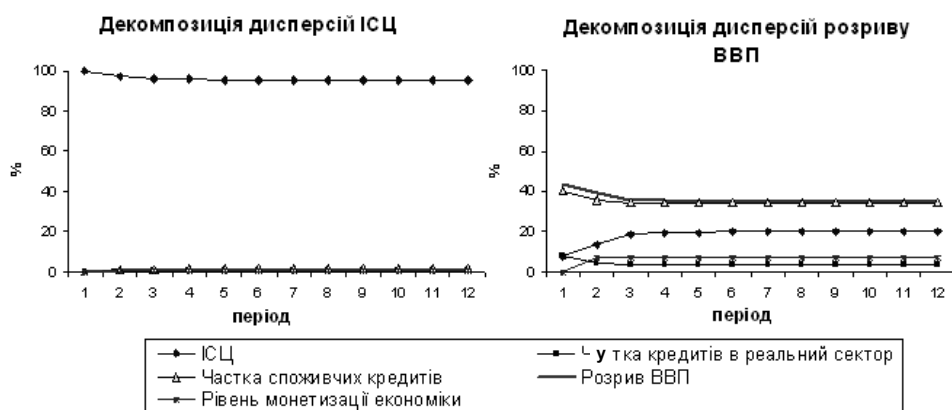 Декомпозиція дисперсій ІСЦ
100
80
60
40
20
0
%
1 2 3 4 5 6 7 8 9 10 11 12
період
Декомпозиція дисперсій розриву
ВВП
100
80
60
40
20
0
%
1 2 3 4 5 6 7 8 9 10 11 12
період
ІСЦ
Частка споживчих кредитів
Рівень монетизації економіки
тка кредитів в реальний сектор
Розрив ВВП